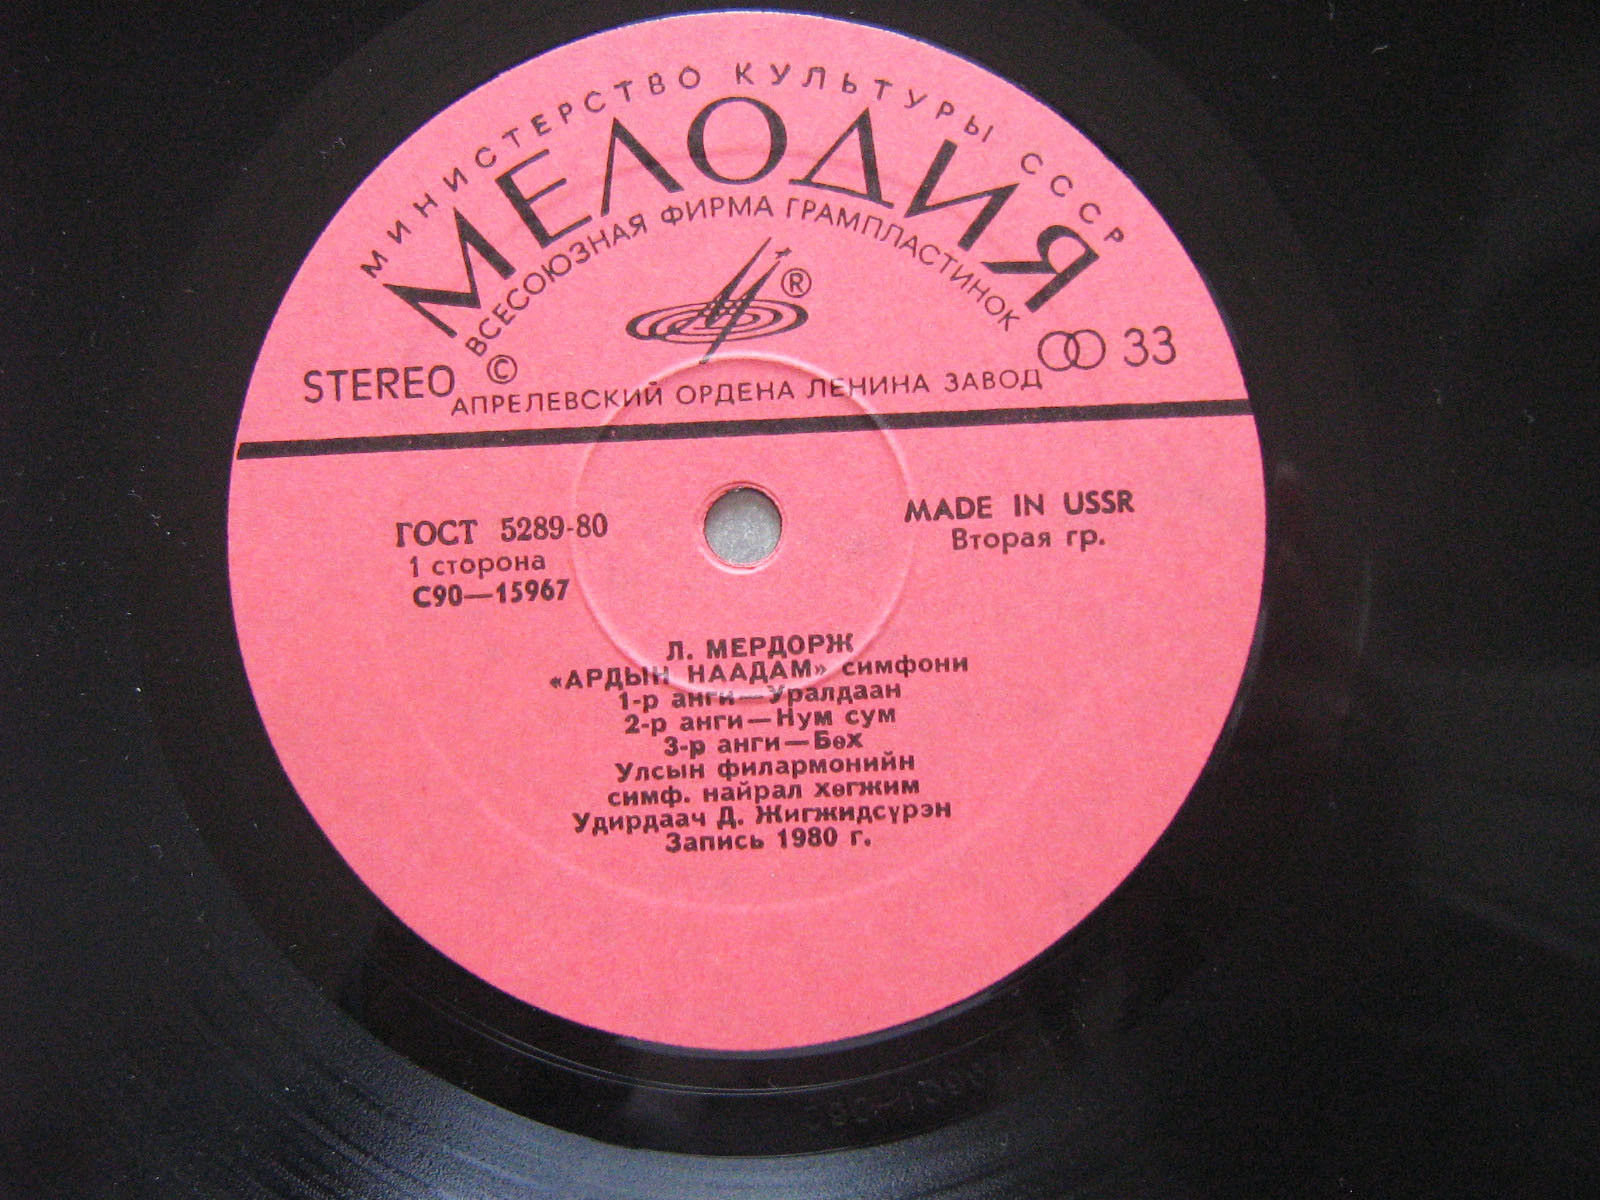 МИНИСТЕРСТВО КУЛЬТУРЫ СССР
МЕЛОДИЯ
ВСЕСОЮЗНАЯ ФИРМА ГРАМПЛАСТИНОК
®
STEREO © 33
АПРЕЛЕВСКИЙ ОРДЕНА ЛЕНИНА ЗАВОД
ГОСТ 5289-80
1 сторона
С90—15967
MADE IN USSR
Вторая гр.
Л. МЕРДОРЖ
«АРДЫН НААДАМ» симфони
1-р анги—Уралдаан
2-р анги—Нум сум
3-р анги—Бөх
Улсын филармонийн
симф. найрал хөгжим
Удирдаач Д. Жигжидсүрэн
Запись 1980 г.